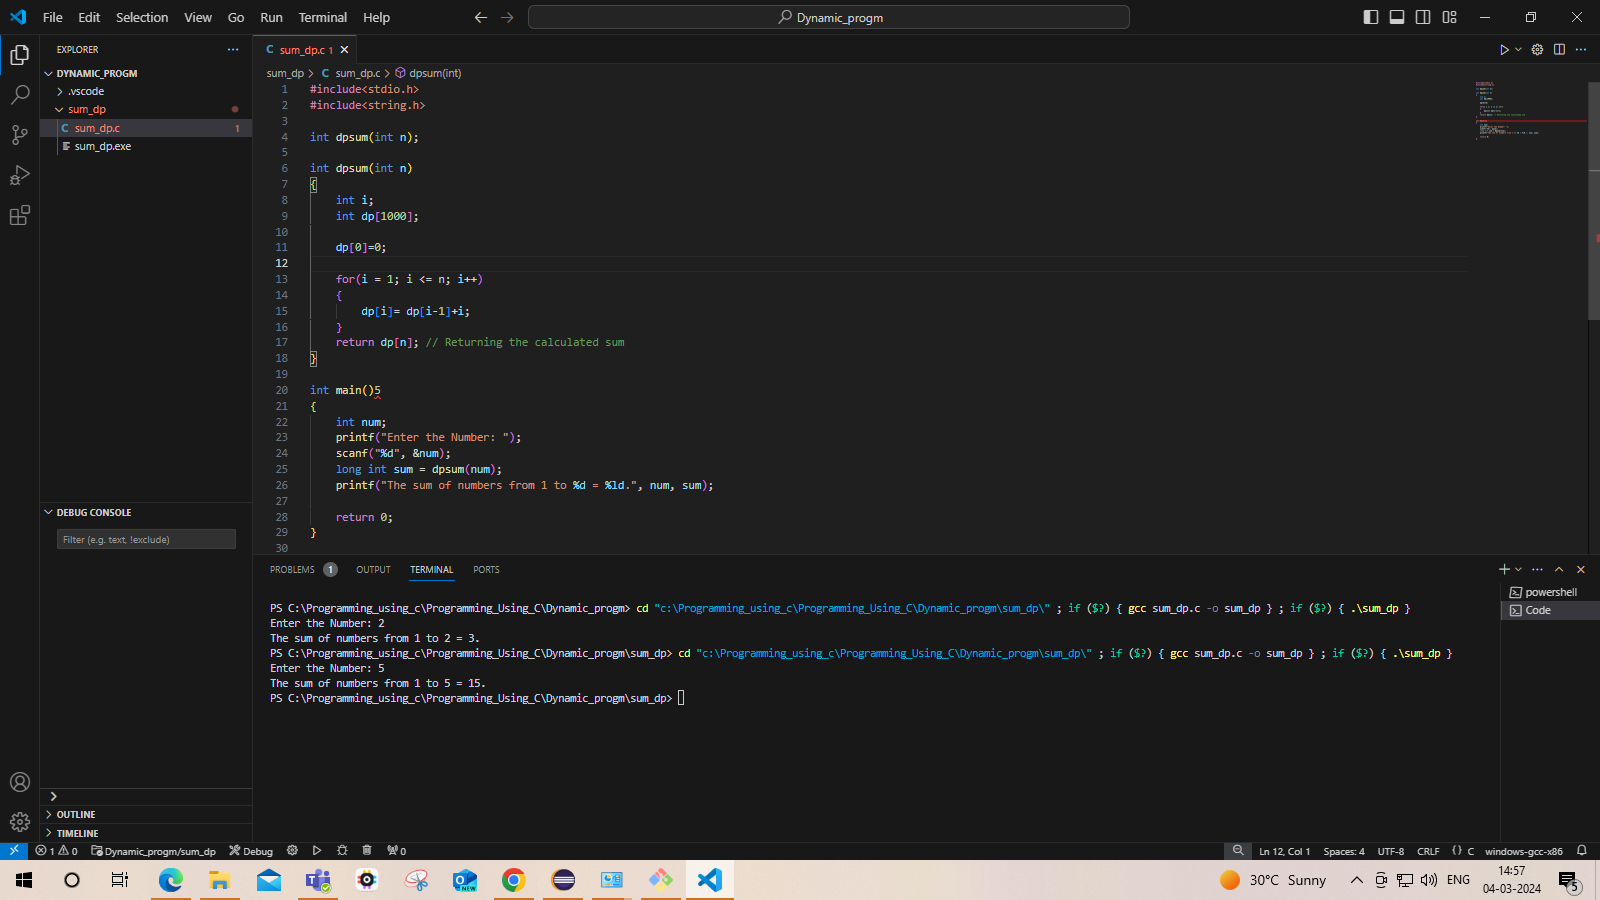 File Edit Selection View Go Run Terminal Help
Dynamic_progm
EXPLORER
DYNAMIC_PROGM
.vscode
sum_dp
C sum_dp.c 1
sum_dp.exe
C sum_dp.c 1
sum_dp > C sum_dp.c > dpsum(int)
1 #include<stdio.h>
2 #include<string.h>
3
4 int dpsum(int n);
5
6 int dpsum(int n)
7 {
8 int i;
9 int dp[1000];
10
11 dp[0]=0;
12
13 for(i = 1; i <= n; i++)
14 {
15 dp[i]= dp[i-1]+i;
16 }
17 return dp[n]; // Returning the calculated sum
18 }
19
20 int main()5
21 {
22 int num;
23 printf("Enter the Number: ");
24 scanf("%d", &num);
25 long int sum = dpsum(num);
26 printf("The sum of numbers from 1 to %d = %ld.", num, sum);
27
28 return 0;
29 }
30
DEBUG CONSOLE
Filter (e.g. text, !exclude)
OUTLINE
TIMELINE
PROBLEMS 1 OUTPUT TERMINAL PORTS
PS C:\Programming_using_c\Programming_Using_C\Dynamic_progm> cd "c:\Programming_using_c\Programming_Using_C\Dynamic_progm\sum_dp\" ; if ($?) { gcc sum_dp.c -o sum_dp } ; if ($?) { .\sum_dp }
Enter the Number: 2
The sum of numbers from 1 to 2 = 3.
PS C:\Programming_using_c\Programming_Using_C\Dynamic_progm\sum_dp> cd "c:\Programming_using_c\Programming_Using_C\Dynamic_progm\sum_dp\" ; if ($?) { gcc sum_dp.c -o sum_dp } ; if ($?) { .\sum_dp }
Enter the Number: 5
The sum of numbers from 1 to 5 = 15.
PS C:\Programming_using_c\Programming_Using_C\Dynamic_progm\sum_dp>
powershell
Code
1 0 Dynamic_progm/sum_dp Debug 0
Ln 12, Col 1 Spaces: 4 UTF-8 CRLF {} C windows-gcc-x86
30°C Sunny
ENG
14:57
04-03-2024
5